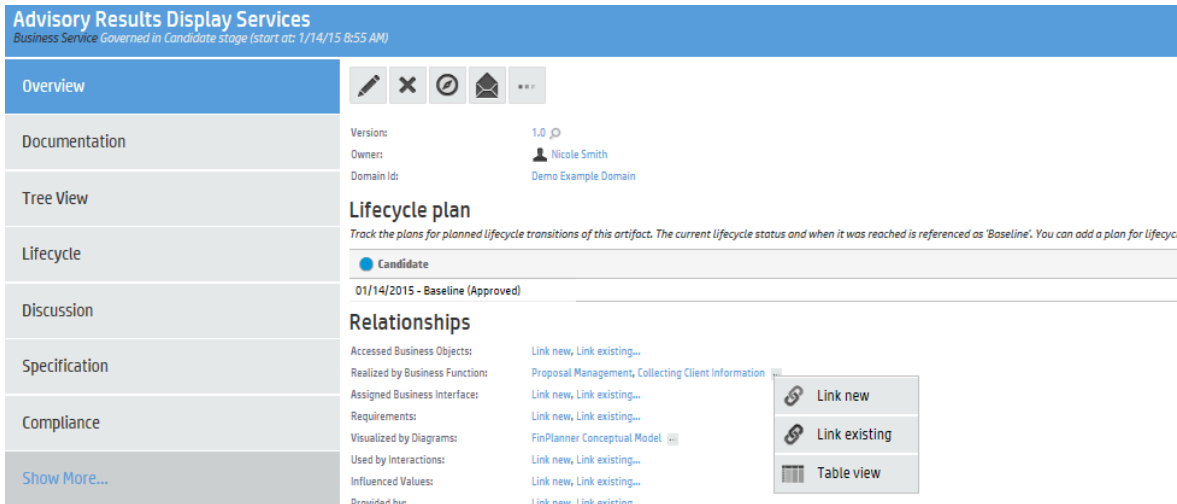 Advisory Results Display Services
Business Service Governed in Candidate stage (start at: 1/14/15 8:55 AM)
Overview
Documentation
Tree View
Lifecycle
Discussion
Specification
Compliance
Show More...
Version: 1.0
Owner: Nicole Smith
Domain Id: Demo Example Domain
Lifecycle plan
Track the plans for planned lifecycle transitions of this artifact. The current lifecycle status and when it was reached is referenced as 'Baseline'. You can add a plan for lifecyc
Candidate
01/14/2015 - Baseline (Approved)
Relationships
Accessed Business Objects: Link new, Link existing...
Realized by Business Function: Proposal Management, Collecting Client Information ...
Assigned Business Interface: Link new, Link existing...
Requirements: Link new, Link existing...
Visualized by Diagrams: FinPlanner Conceptual Model ...
Used by Interactions: Link new, Link existing...
Influenced Values: Link new, Link existing...
Provided by: Link new, Link existing
Link new
Link existing
Table view